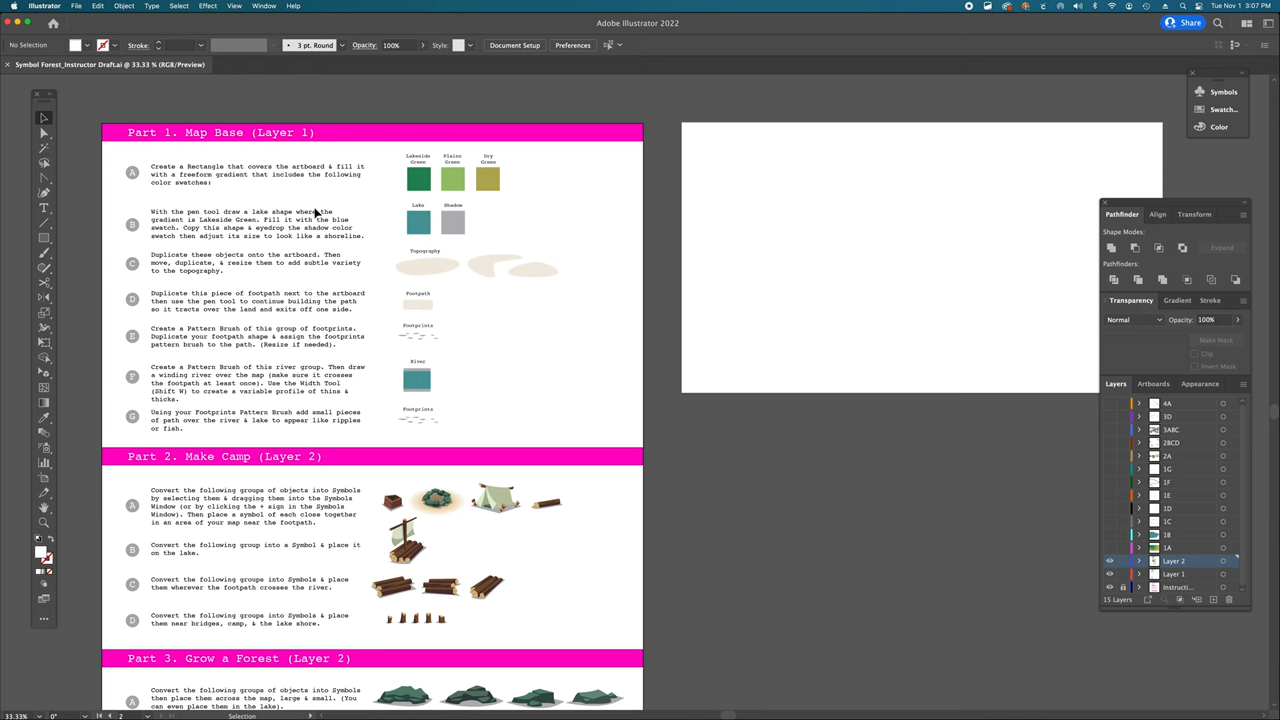 Illustrator File Edit Object Type Select Effect View Window Help
Tue Nov 1 3:07 PM
Adobe Illustrator 2022
Share
No Selection
Stroke:
3 pt. Round
Opacity: 100%
Style:
Document Setup
Preferences
Symbol Forest_Instructor Draft.ai @ 33.33 % (RGB/Preview)
Symbols
Swatch...
Color
Part 1. Map Base (Layer 1)
A
Create a Rectangle that covers the artboard & fill it
with a freeform gradient that includes the following
color swatches:
Lakeside Green
Plains Green
Dry Green
B
With the pen tool draw a lake shape where the
gradient is Lakeside Green. Fill it with the blue
swatch. Copy this shape & eyedrop the shadow color
swatch then adjust its size to look like a shoreline.
Lake
Shadow
C
Duplicate these objects onto the artboard. Then
move, duplicate, & resize them to add subtle variety
to the topography.
Topography
D
Duplicate this piece of footpath next to the artboard
then use the pen tool to continue building the path
so it tracts over the land and exits off one side.
Footpath
E
Create a Pattern Brush of this group of footprints.
Duplicate your footpath shape & assign the footprints
pattern brush to the path. (Resize if needed).
Footprints
F
Create a Pattern Brush of this river group. Then draw
a winding river over the map (make sure it crosses
the footpath at least once). Use the Width Tool
(Shift W) to create a variable profile of thins &
thicks.
River
G
Using your Footprints Pattern Brush add small pieces
of path over the river & lake to appear like ripples
or fish.
Footprints
Part 2. Make Camp (Layer 2)
A
Convert the following groups of objects into Symbols
by selecting them & dragging them into the Symbols
Window (or by clicking the + sign in the Symbols
Window). Then place a symbol of each close together
in an area of your map near the footpath.
B
Convert the following group into a Symbol & place it
on the lake.
C
Convert the following groups into Symbols & place
them wherever the footpath crosses the river.
D
Convert the following groups into Symbols & place
them near bridges, camp, & the lake shore.
Part 3. Grow a Forest (Layer 2)
A
Convert the following groups of objects into Symbols
then place them across the map, large & small. (You
can even place them in the lake).
Pathfinder Align Transform
Shape Modes:
Expand
Pathfinders:
Transparency Gradient Stroke
Normal
Opacity: 100%
Make Mask
Clip
Invert Mask
Layers Artboards Appearance
4A
3D
3ABC
2BCD
2A
1G
1F
1E
1D
1C
1B
1A
Layer 2
Layer 1
Instructi...
15 Layers
33.33%
0°
2
Selection